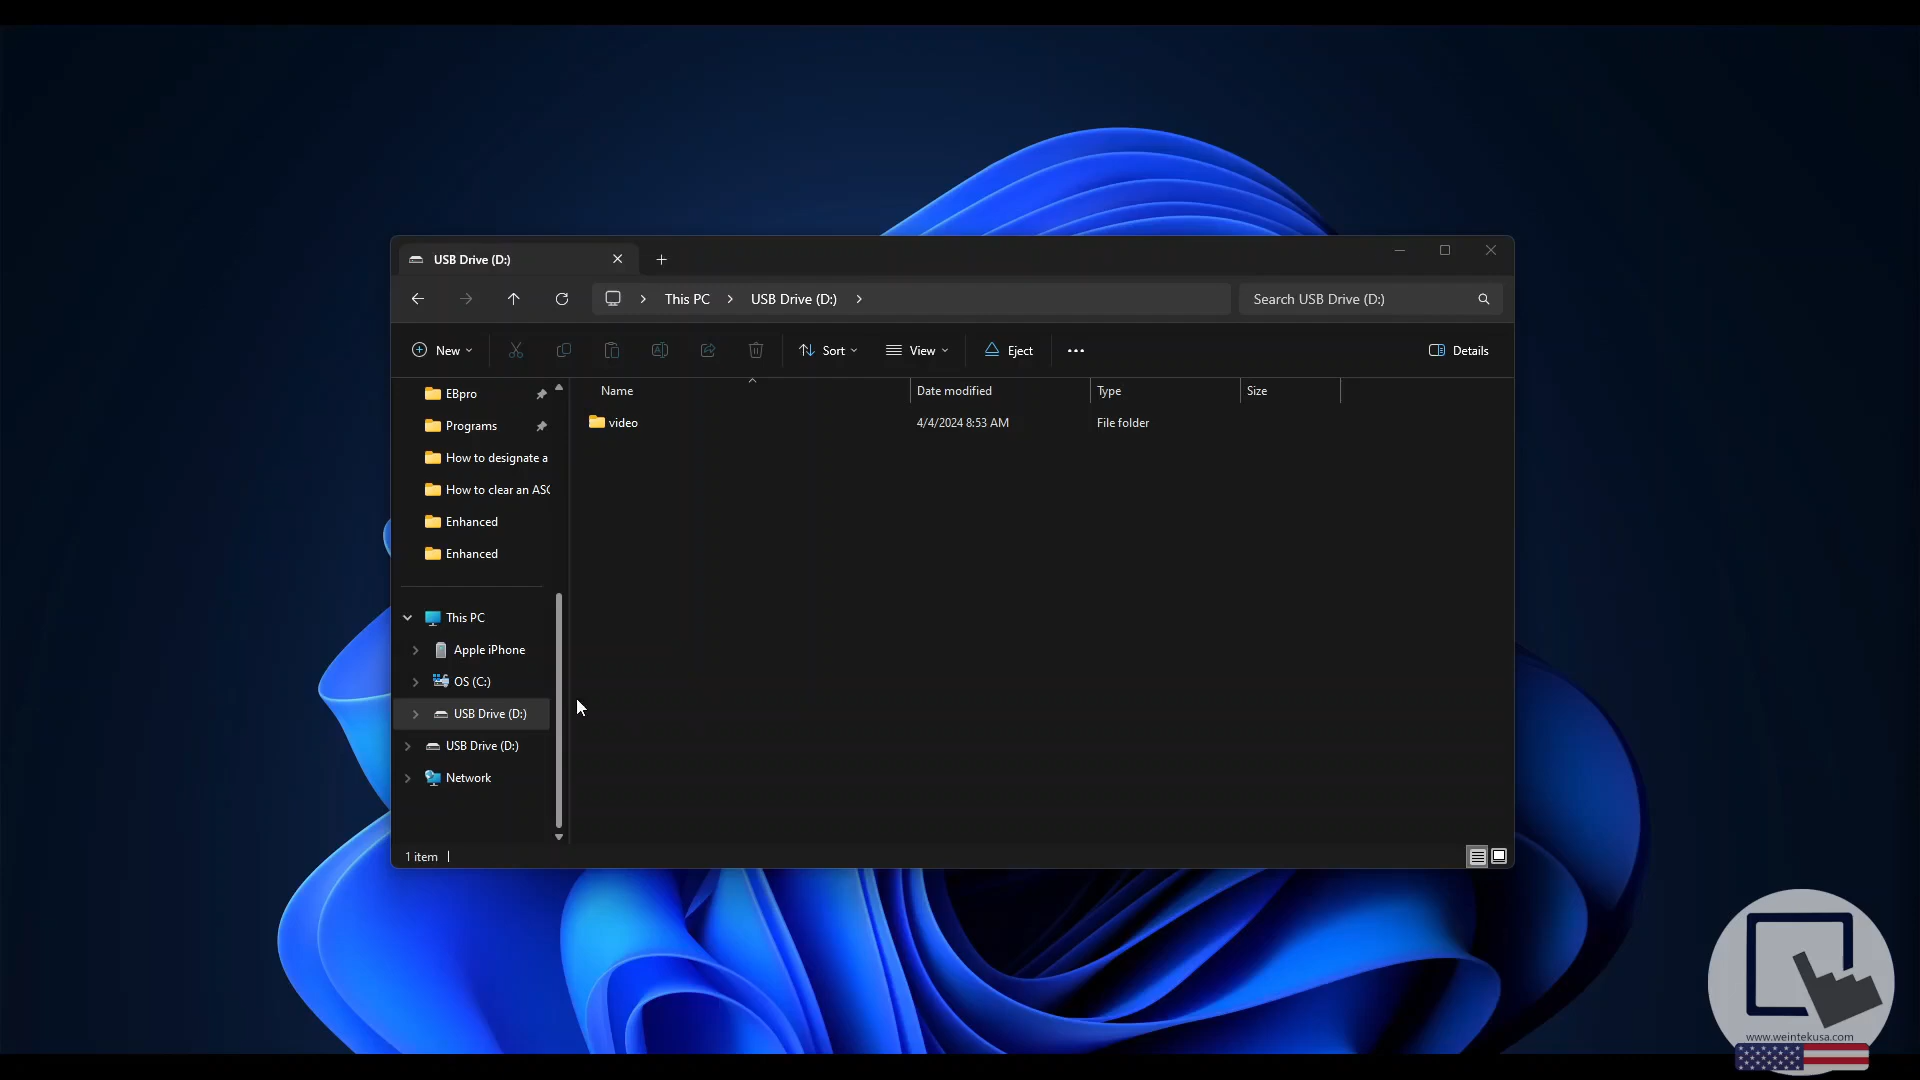 USB Drive (D:)
This PC
USB Drive (D:)
Search USB Drive (D:)
New
Sort
View
Eject
Details
EBpro
Programs
How to designate a
How to clear an ASC
Enhanced
Enhanced
This PC
Apple iPhone
OS (C:)
USB Drive (D:)
USB Drive (D:)
Network
Name
Date modified
Type
Size
video
4/4/2024 8:53 AM
File folder
1 item
www.weintekusa.com